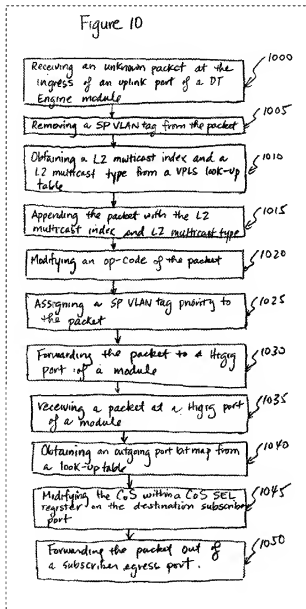 Figure 10
Receiving an unknown packet at the
ingress of an uplink port of a DT
Engine module
1000
1005
Removing a SP VLAN tag from the packet
Obtaining a L2 multicast index and a
L2 multicast type from a VPLS look-up
table
1010
Appending the packet with the L2
multicast index and L2 multicast type
1015
Modifying an op-code of the packet
1020
Assigning a SP VLAN tag priority to
the packet
1025
Forwarding the packet to a Higig
port of a module
1030
receiving a packet at a Higig port
of a module
1035
Obtaining an outgoing port bitmap from
a look-up table
1040
Modifying the CoS within a CoS SEL
register on the destination subscriber
port
1045
Forwarding the packet out of
a subscriber egress port.
1050